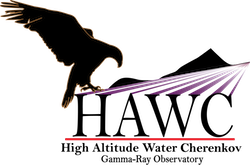 HAWC
High Altitude Water Cherenkov
Gamma-Ray Observatory